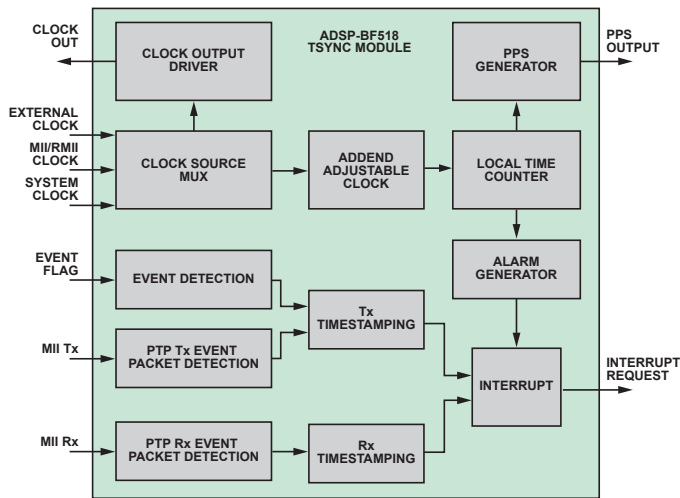 ADSP-BF518
TSYNC MODULE
CLOCK
OUT
CLOCK OUTPUT
DRIVER
PPS
GENERATOR
PPS
OUTPUT
EXTERNAL
CLOCK
MII/RMII
CLOCK
SYSTEM
CLOCK
CLOCK SOURCE
MUX
ADDEND
ADJUSTABLE
CLOCK
LOCAL TIME
COUNTER
EVENT
FLAG
EVENT DETECTION
ALARM
GENERATOR
Tx
TIMESTAMPING
MII Tx
PTP Tx EVENT
PACKET DETECTION
INTERRUPT
INTERRUPT
REQUEST
MII Rx
PTP Rx EVENT
PACKET DETECTION
Rx
TIMESTAMPING